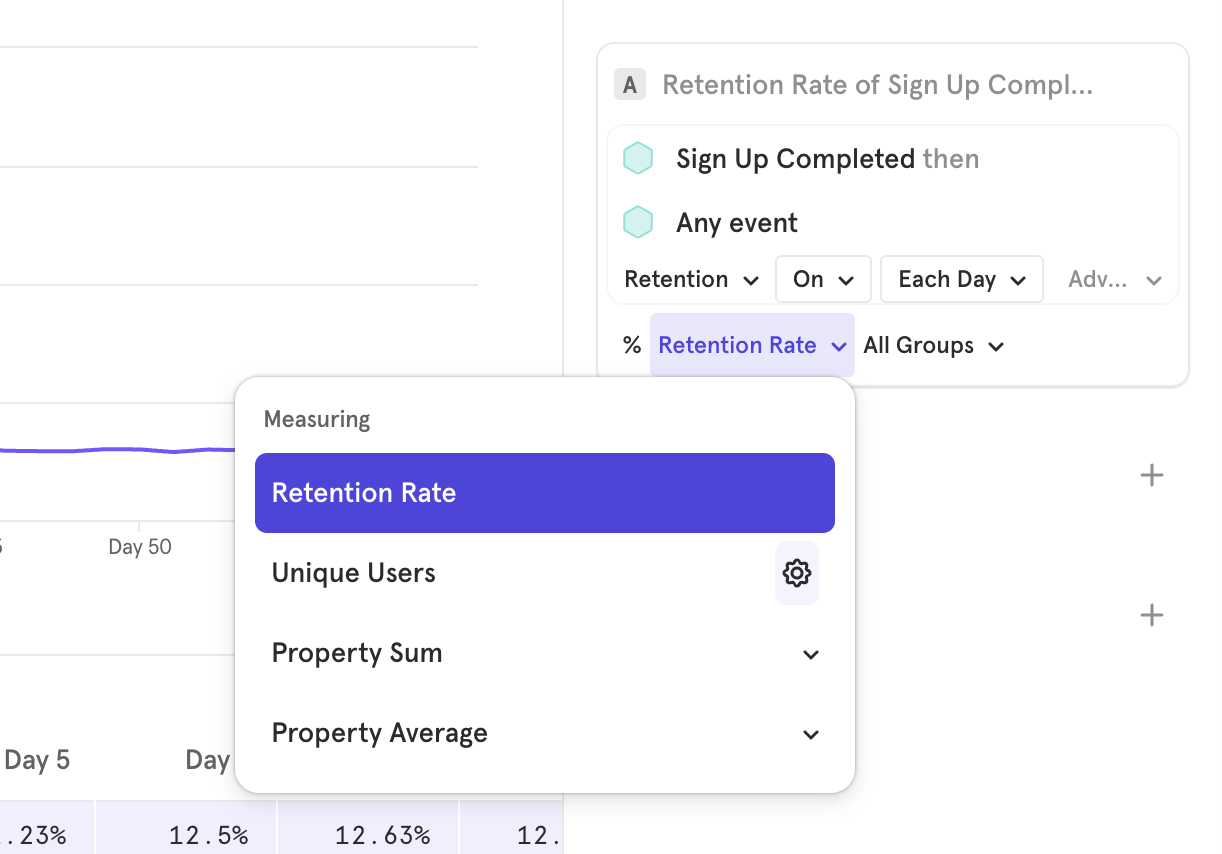 A Retention Rate of Sign Up Compl...
Sign Up Completed then
Any event
Retention On Each Day Adv...
% Retention Rate All Groups
Measuring
Retention Rate
Unique Users
Property Sum
Property Average
Day 50
Day 5 Day
.23% 12.5% 12.63% 12.